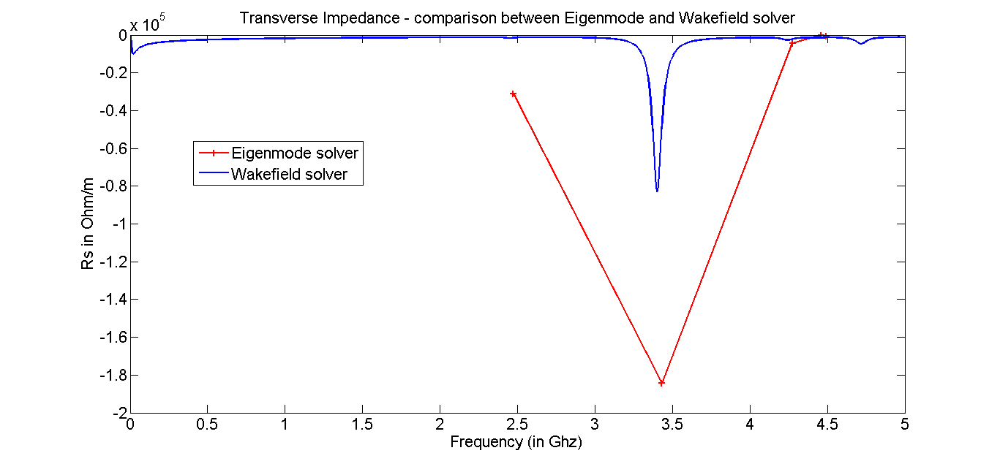 Transverse Impedance - comparison between Eigenmode and Wakefield solver
x 10^5
0
-0.2
-0.4
-0.6
-0.8
-1
-1.2
-1.4
-1.6
-1.8
-2
Rs in Ohm/m
Eigenmode solver
Wakefield solver
0 0.5 1 1.5 2 2.5 3 3.5 4 4.5 5
Frequency (in Ghz)